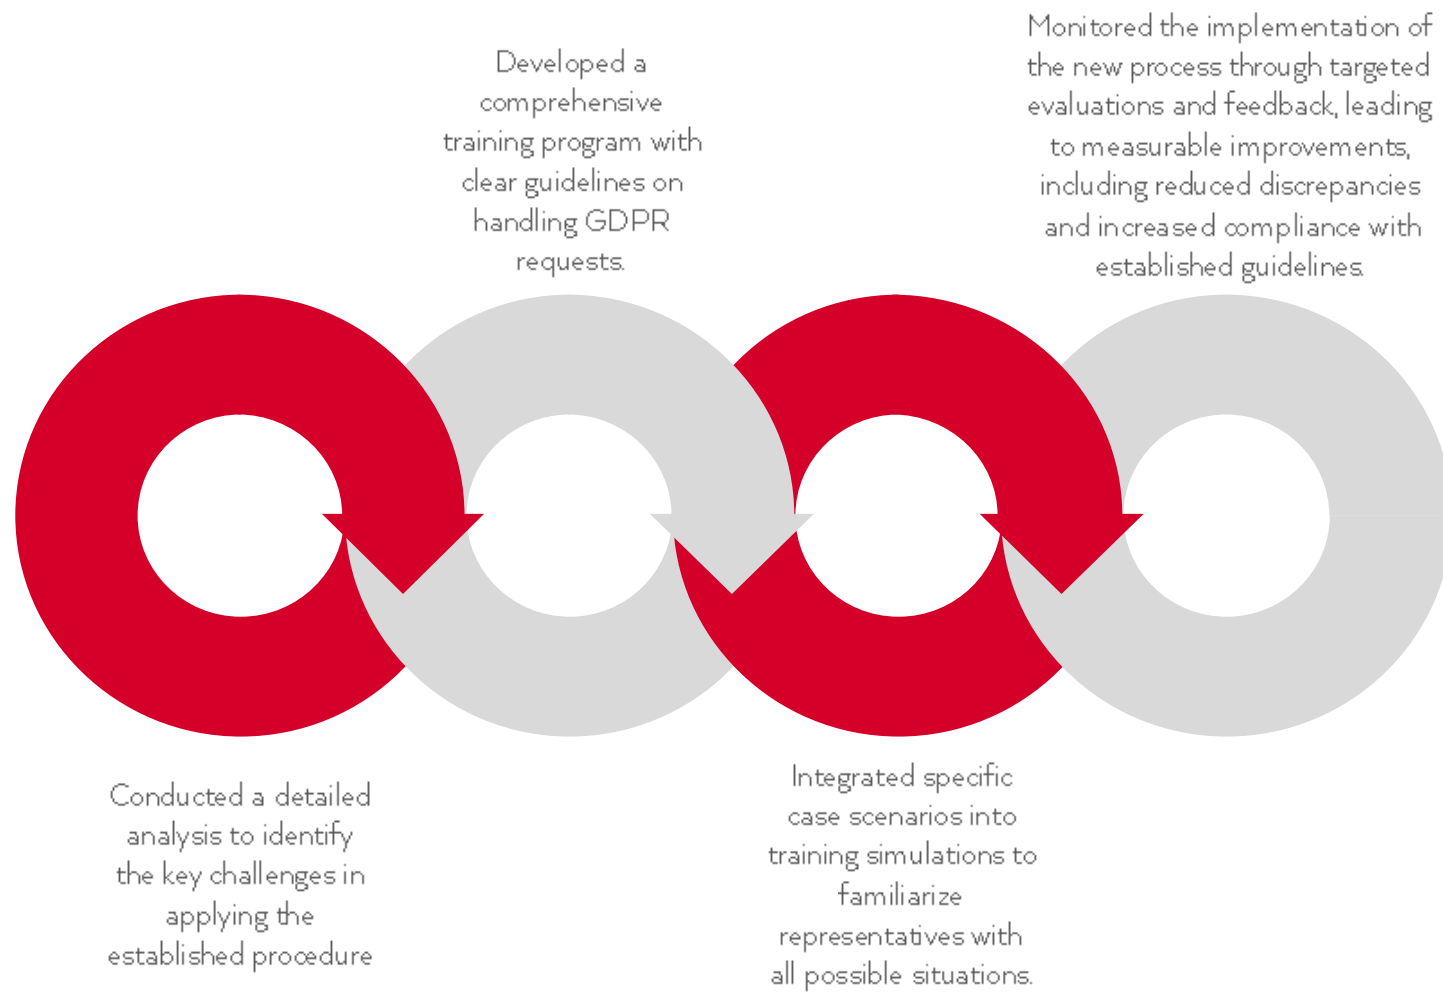 Monitored the implementation of
the new process through targeted
evaluations and feedback, leading
to measurable improvements,
including reduced discrepancies
and increased compliance with
established guidelines.
Developed a
comprehensive
training program with
clear guidelines on
handling GDPR
requests.
Integrated specific
case scenarios into
training simulations to
familiarize
representatives with
all possible situations.
Conducted a detailed
analysis to identify
the key challenges in
applying the
established procedure